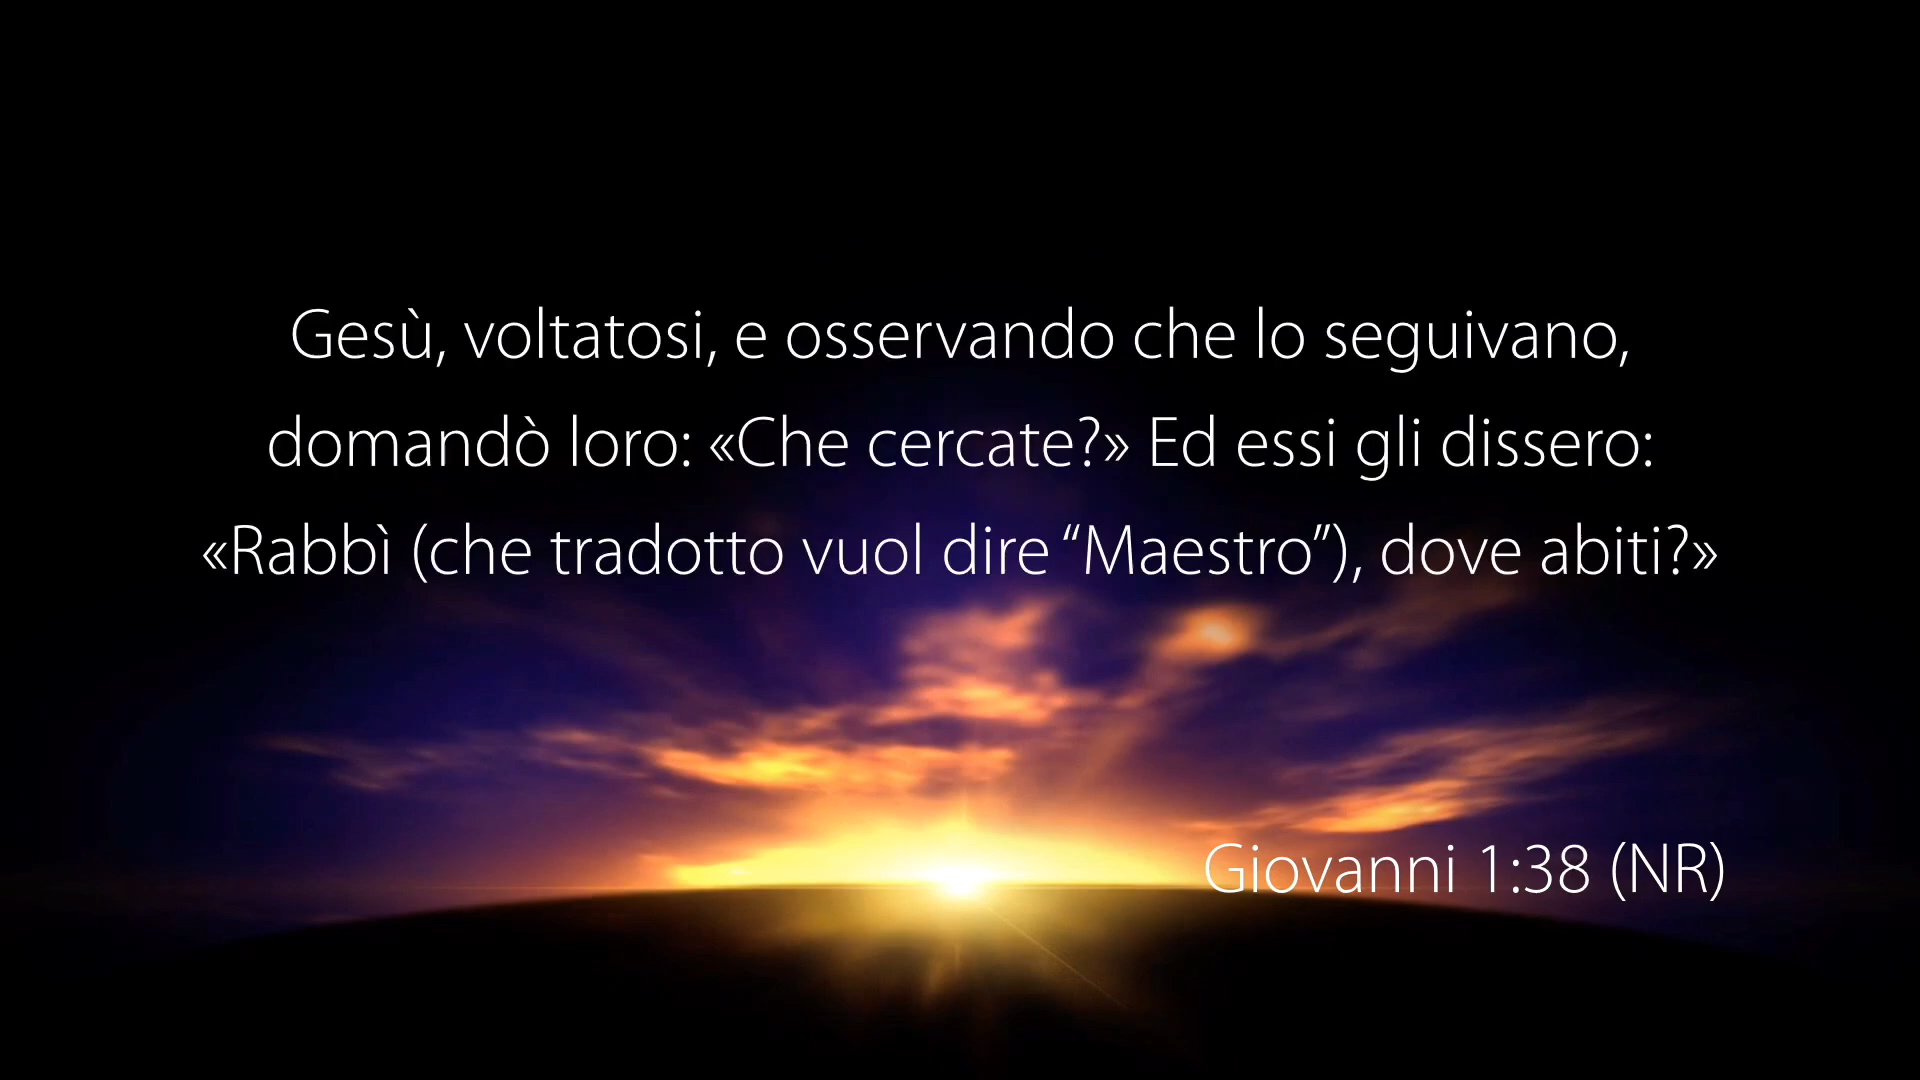 Gesù, voltatosi, e osservando che lo seguivano,
domandò loro: «Che cercate?» Ed essi gli dissero:
«Rabbì (che tradotto vuol dire “Maestro”), dove abiti?»
Giovanni 1:38 (NR)